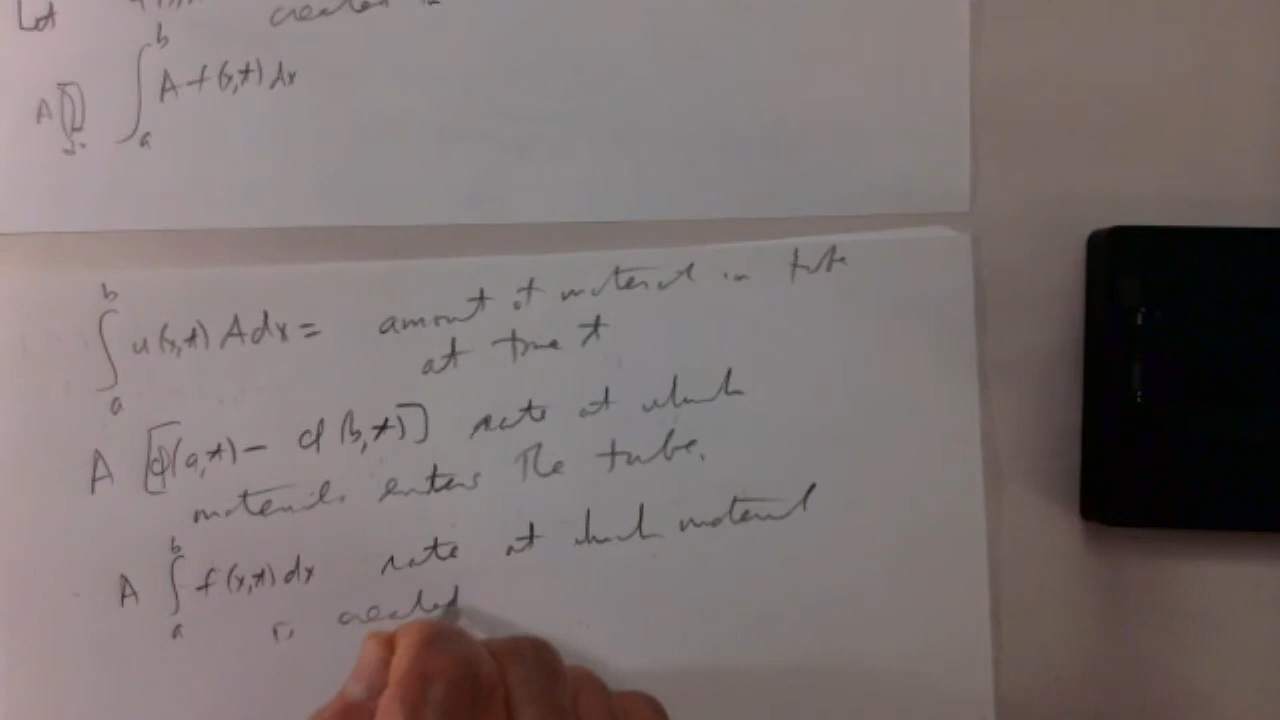 Let created
A
∫_a^b A f(x,t) dx
∫_a^b u(x,t) A dx = amount of material in tube
at time t
A [φ(a,t) - φ(b,t)] rate at which
material enters the tube.
A ∫_a^b f(x,t) dx rate at which material
is created